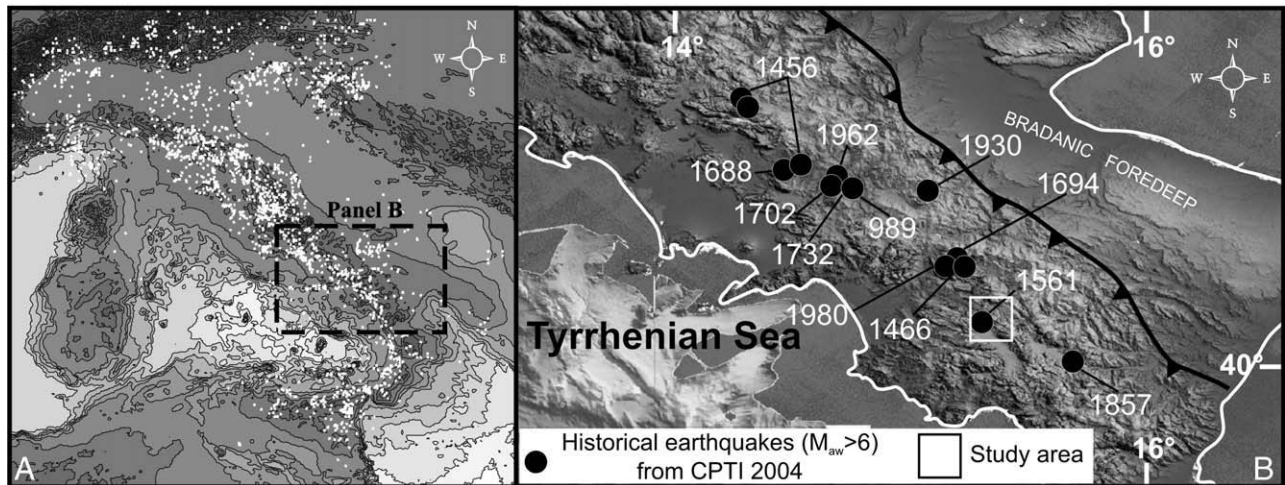 N
W E
S
Panel B
A
14°
16°
N
W E
S
1456
1962
1930
BRADANIC FOREDEEP
1688
1694
1702
989
1732
1561
1980
1466
Tyrrhenian Sea
40°
1857
16°
Historical earthquakes (Maw>6)
from CPTI 2004
Study area
B